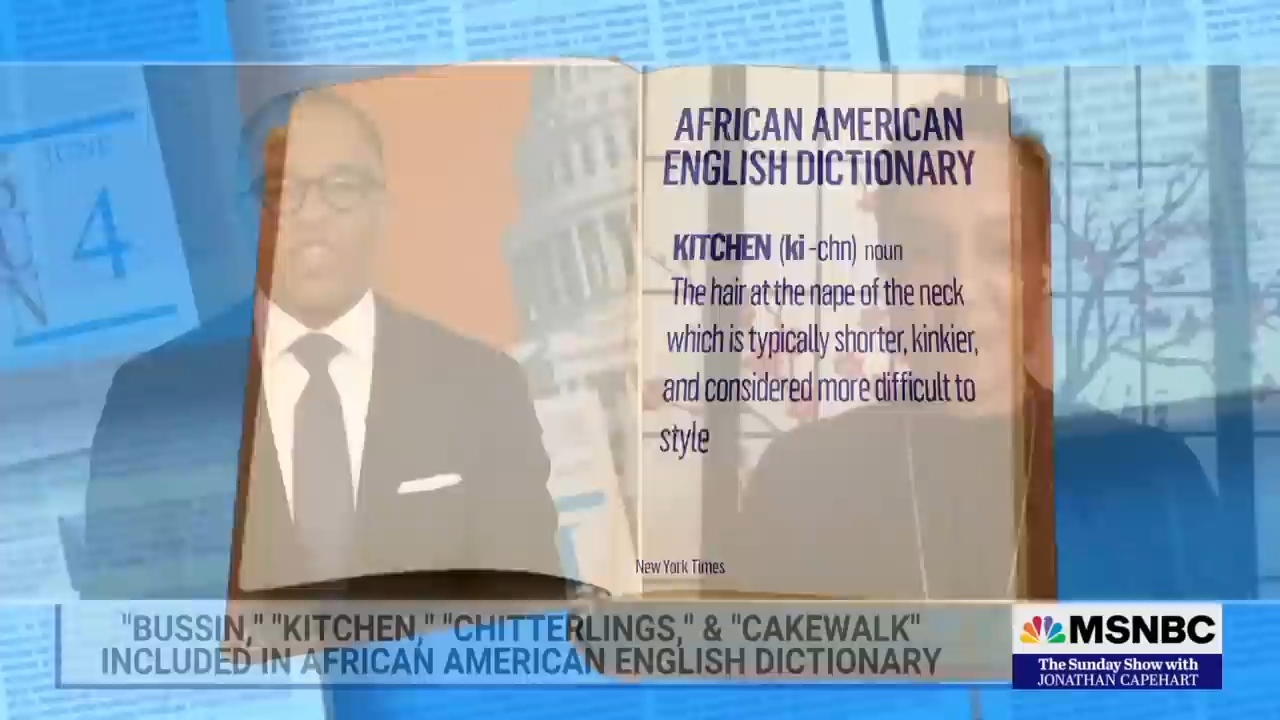 JUNE
4
AFRICAN AMERICAN
ENGLISH DICTIONARY
KITCHEN (ki -chn) noun
The hair at the nape of the neck
which is typically shorter, kinkier,
and considered more difficult to
style
New York Times
"BUSSIN," "KITCHEN," "CHITTERLINGS," & "CAKEWALK"
INCLUDED IN AFRICAN AMERICAN ENGLISH DICTIONARY
MSNBC
The Sunday Show with
JONATHAN CAPEHART